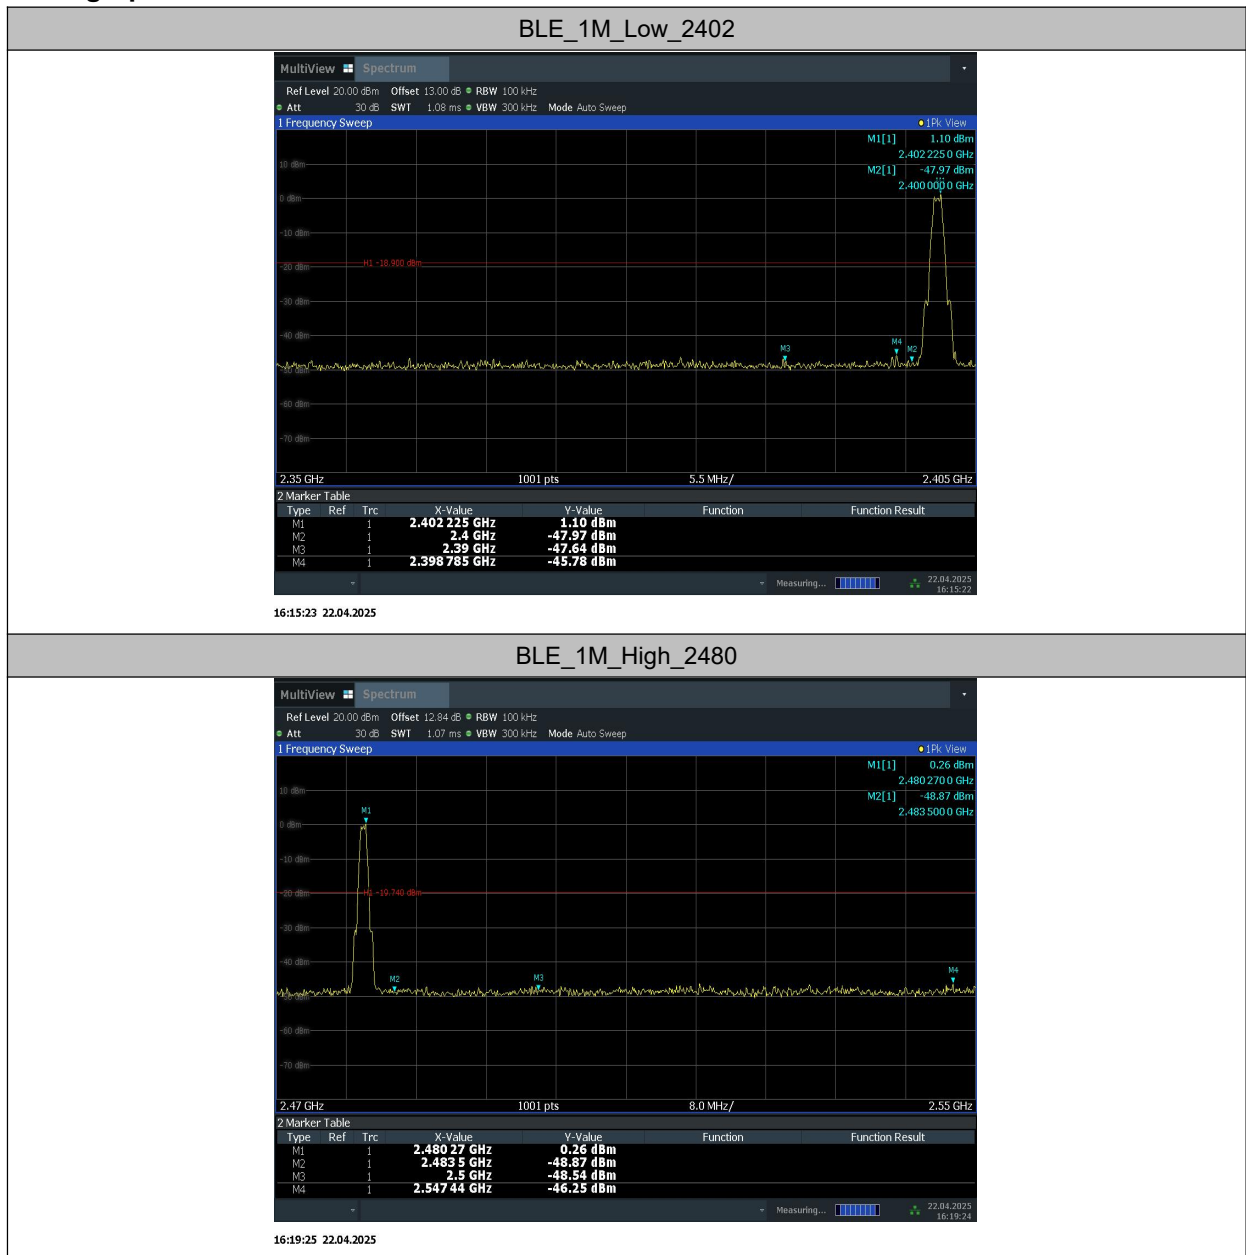 BLE_1M_Low_2402
MultiView Spectrum
Ref Level 20.00 dBm Offset 13.00 dB RBW 100 kHz
Att 30 dB SWT 1.08 ms VBW 300 kHz Mode Auto Sweep
1 Frequency Sweep 1Pk View
M1[1] 1.10 dBm
2.402 225 0 GHz
M2[1] -47.97 dBm
2.400 000 0 GHz
10 dBm
0 dBm
-10 dBm
H1 -18.900 dBm
-20 dBm
-30 dBm
-40 dBm
M3 M4 M2
-50 dBm
-60 dBm
-70 dBm
2.35 GHz 1001 pts 5.5 MHz/ 2.405 GHz
2 Marker Table
Type Ref Trc X-Value Y-Value Function Function Result
M1 1 2.402 225 GHz 1.10 dBm
M2 1 2.4 GHz -47.97 dBm
M3 1 2.39 GHz -47.64 dBm
M4 1 2.398 785 GHz -45.78 dBm
Measuring... 22.04.2025
16:15:22
16:15:23 22.04.2025
BLE_1M_High_2480
MultiView Spectrum
Ref Level 20.00 dBm Offset 12.84 dB RBW 100 kHz
Att 30 dB SWT 1.07 ms VBW 300 kHz Mode Auto Sweep
1 Frequency Sweep 1Pk View
M1[1] 0.26 dBm
2.480 270 0 GHz
M2[1] -48.87 dBm
2.483 500 0 GHz
10 dBm
M1
0 dBm
-10 dBm
-20 dBm H1 -19.740 dBm
-30 dBm
-40 dBm
M2 M3 M4
-50 dBm
-60 dBm
-70 dBm
2.47 GHz 1001 pts 8.0 MHz/ 2.55 GHz
2 Marker Table
Type Ref Trc X-Value Y-Value Function Function Result
M1 1 2.480 27 GHz 0.26 dBm
M2 1 2.483 5 GHz -48.87 dBm
M3 1 2.5 GHz -48.54 dBm
M4 1 2.547 44 GHz -46.25 dBm
Measuring... 22.04.2025
16:19:24
16:19:25 22.04.2025